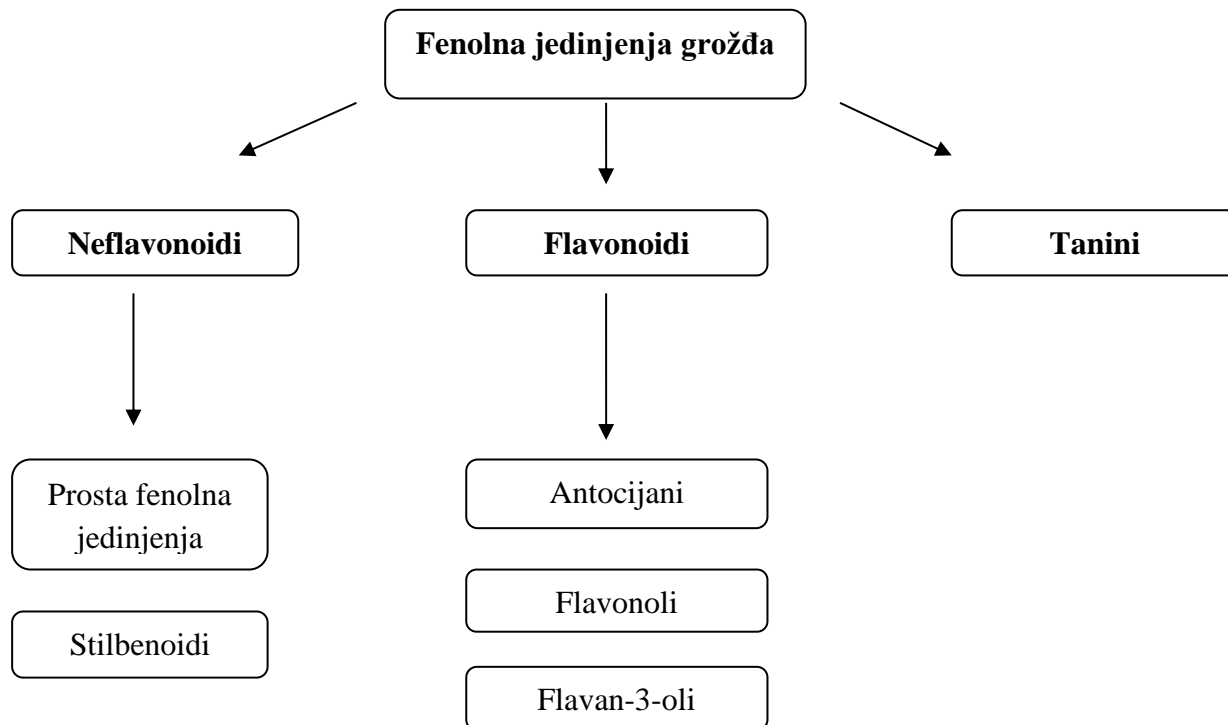 Fenolna jedinjenja grožđa
Neflavonoidi
Flavonoidi
Tanini
Prosta fenolna
jedinjenja
Stilbenoidi
Antocijani
Flavonoli
Flavan-3-oli